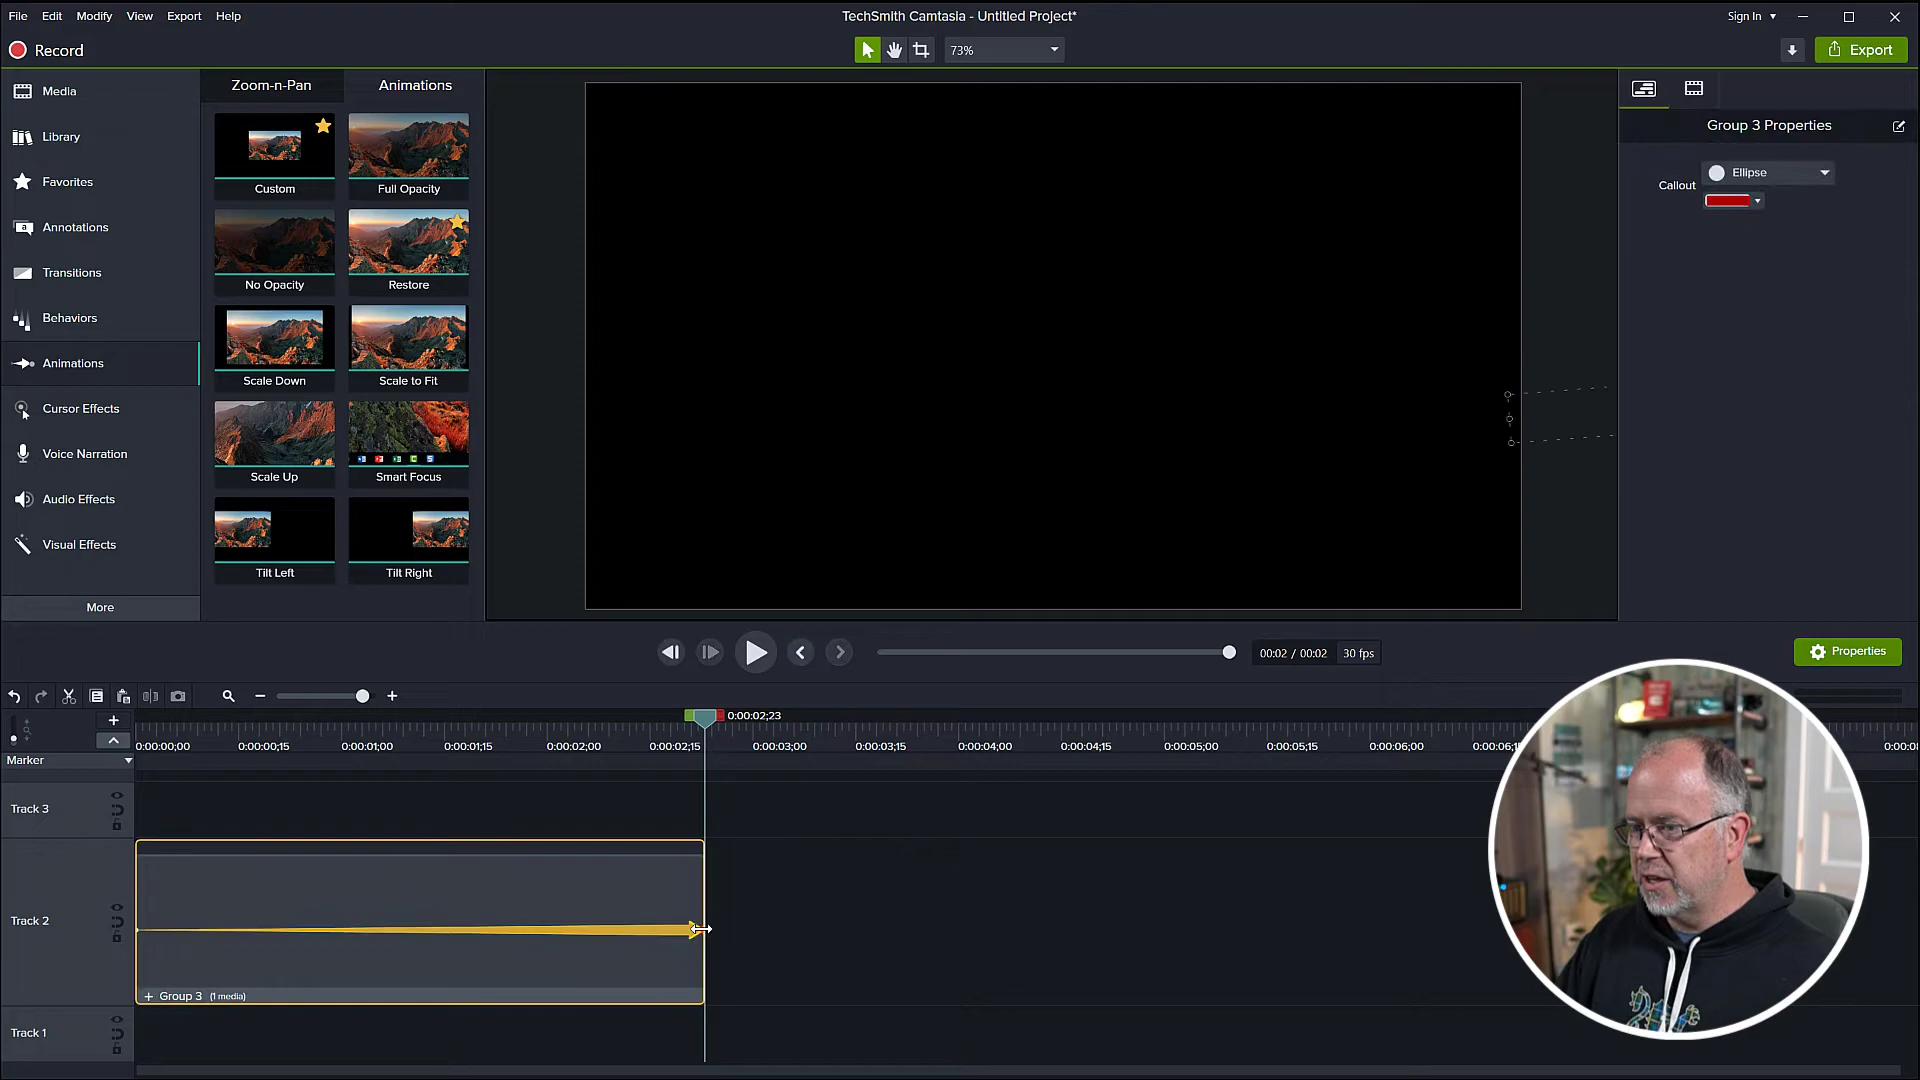 File Edit Modify View Export Help
TechSmith Camtasia - Untitled Project*
Sign In
Record
73%
Export
Media
Library
Favorites
Annotations
Transitions
Behaviors
Animations
Cursor Effects
Voice Narration
Audio Effects
Visual Effects
More
Zoom-n-Pan Animations
Custom Full Opacity
No Opacity Restore
Scale Down Scale to Fit
Scale Up Smart Focus
Tilt Left Tilt Right
Group 3 Properties
Callout
Ellipse
00:02 / 00:02 30 fps
Properties
0:00:02;23
0:00:00;00 0:00:00;15 0:00:01;00 0:00:01;15 0:00:02;00 0:00:02;15 0:00:03;00 0:00:03;15 0:00:04;00 0:00:04;15 0:00:05;00 0:00:05;15 0:00:06;00
Marker
Track 3
Track 2
+ Group 3 (1 media)
Track 1